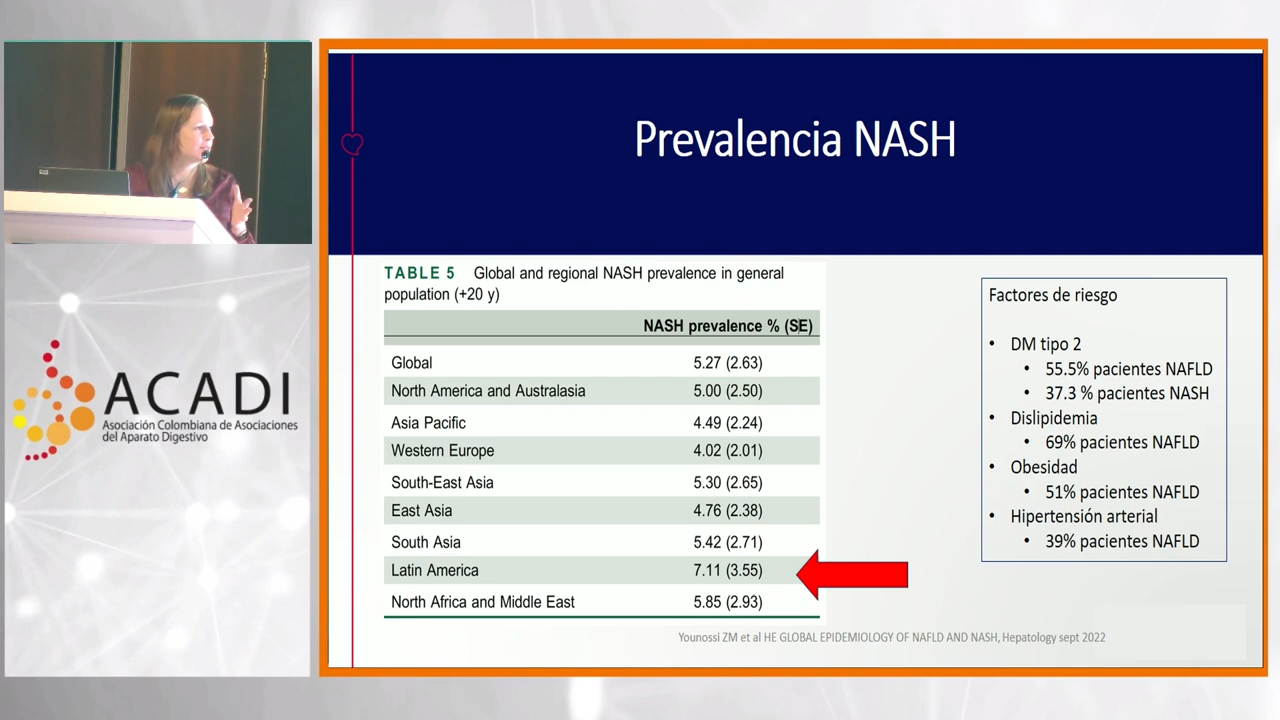 Prevalencia NASH
TABLE 5 Global and regional NASH prevalence in general
population (+20 y)
NASH prevalence % (SE)
Global 5.27 (2.63)
North America and Australasia 5.00 (2.50)
Asia Pacific 4.49 (2.24)
Western Europe 4.02 (2.01)
South-East Asia 5.30 (2.65)
East Asia 4.76 (2.38)
South Asia 5.42 (2.71)
Latin America 7.11 (3.55)
North Africa and Middle East 5.85 (2.93)
Factores de riesgo
• DM tipo 2
• 55.5% pacientes NAFLD
• 37.3 % pacientes NASH
• Dislipidemia
• 69% pacientes NAFLD
• Obesidad
• 51% pacientes NAFLD
• Hipertensión arterial
• 39% pacientes NAFLD
Younossi ZM et al HE GLOBAL EPIDEMIOLOGY OF NAFLD AND NASH, Hepatology sept 2022
ACADI
Asociación Colombiana de Asociaciones
del Aparato Digestivo